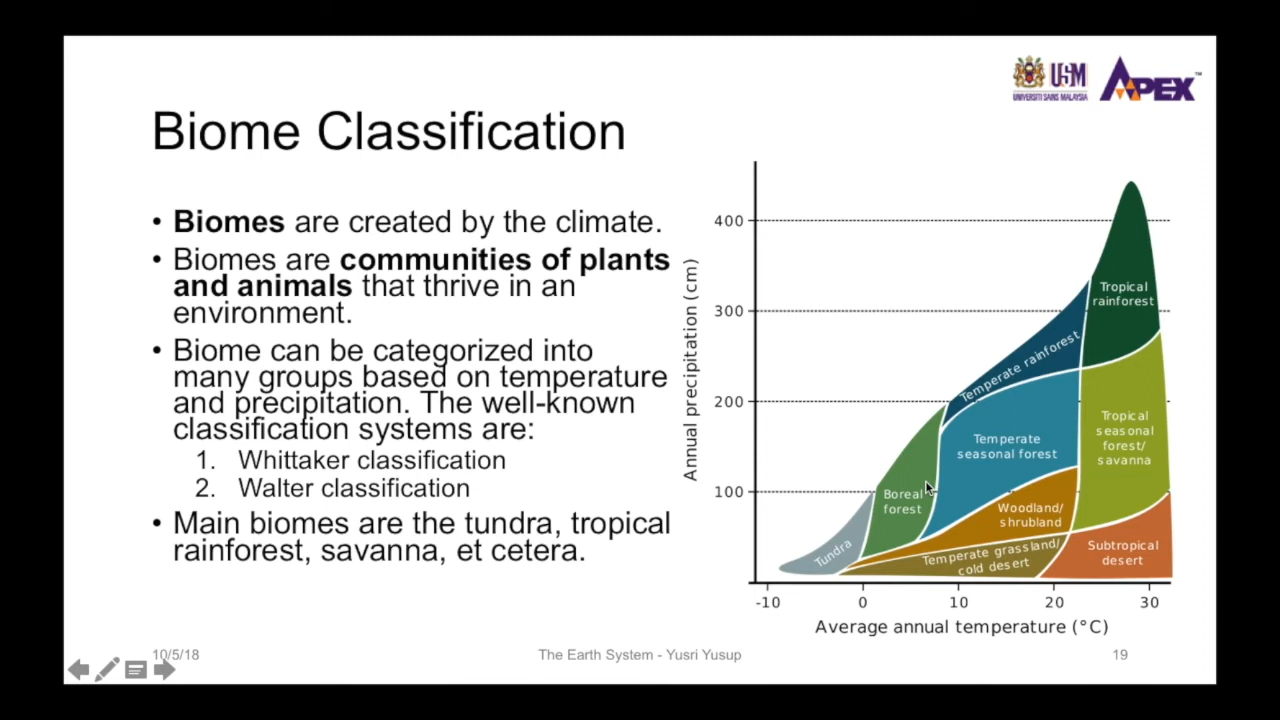 USM
UNIVERSITI SAINS MALAYSIA
APEX™
Biome Classification
• Biomes are created by the climate.
• Biomes are communities of plants
and animals that thrive in an
environment.
• Biome can be categorized into
many groups based on temperature
and precipitation. The well-known
classification systems are:
1. Whittaker classification
2. Walter classification
• Main biomes are the tundra, tropical
rainforest, savanna, et cetera.
Annual precipitation (cm)
400
300
200
100
Tropical
rainforest
Temperate rainforest
Tropical
seasonal
forest/
savanna
Temperate
seasonal forest
Boreal
forest
Woodland/
shrubland
Tundra
Temperate grassland/
cold desert
Subtropical
desert
-10 0 10 20 30
Average annual temperature (°C)
10/5/18
The Earth System - Yusri Yusup
19